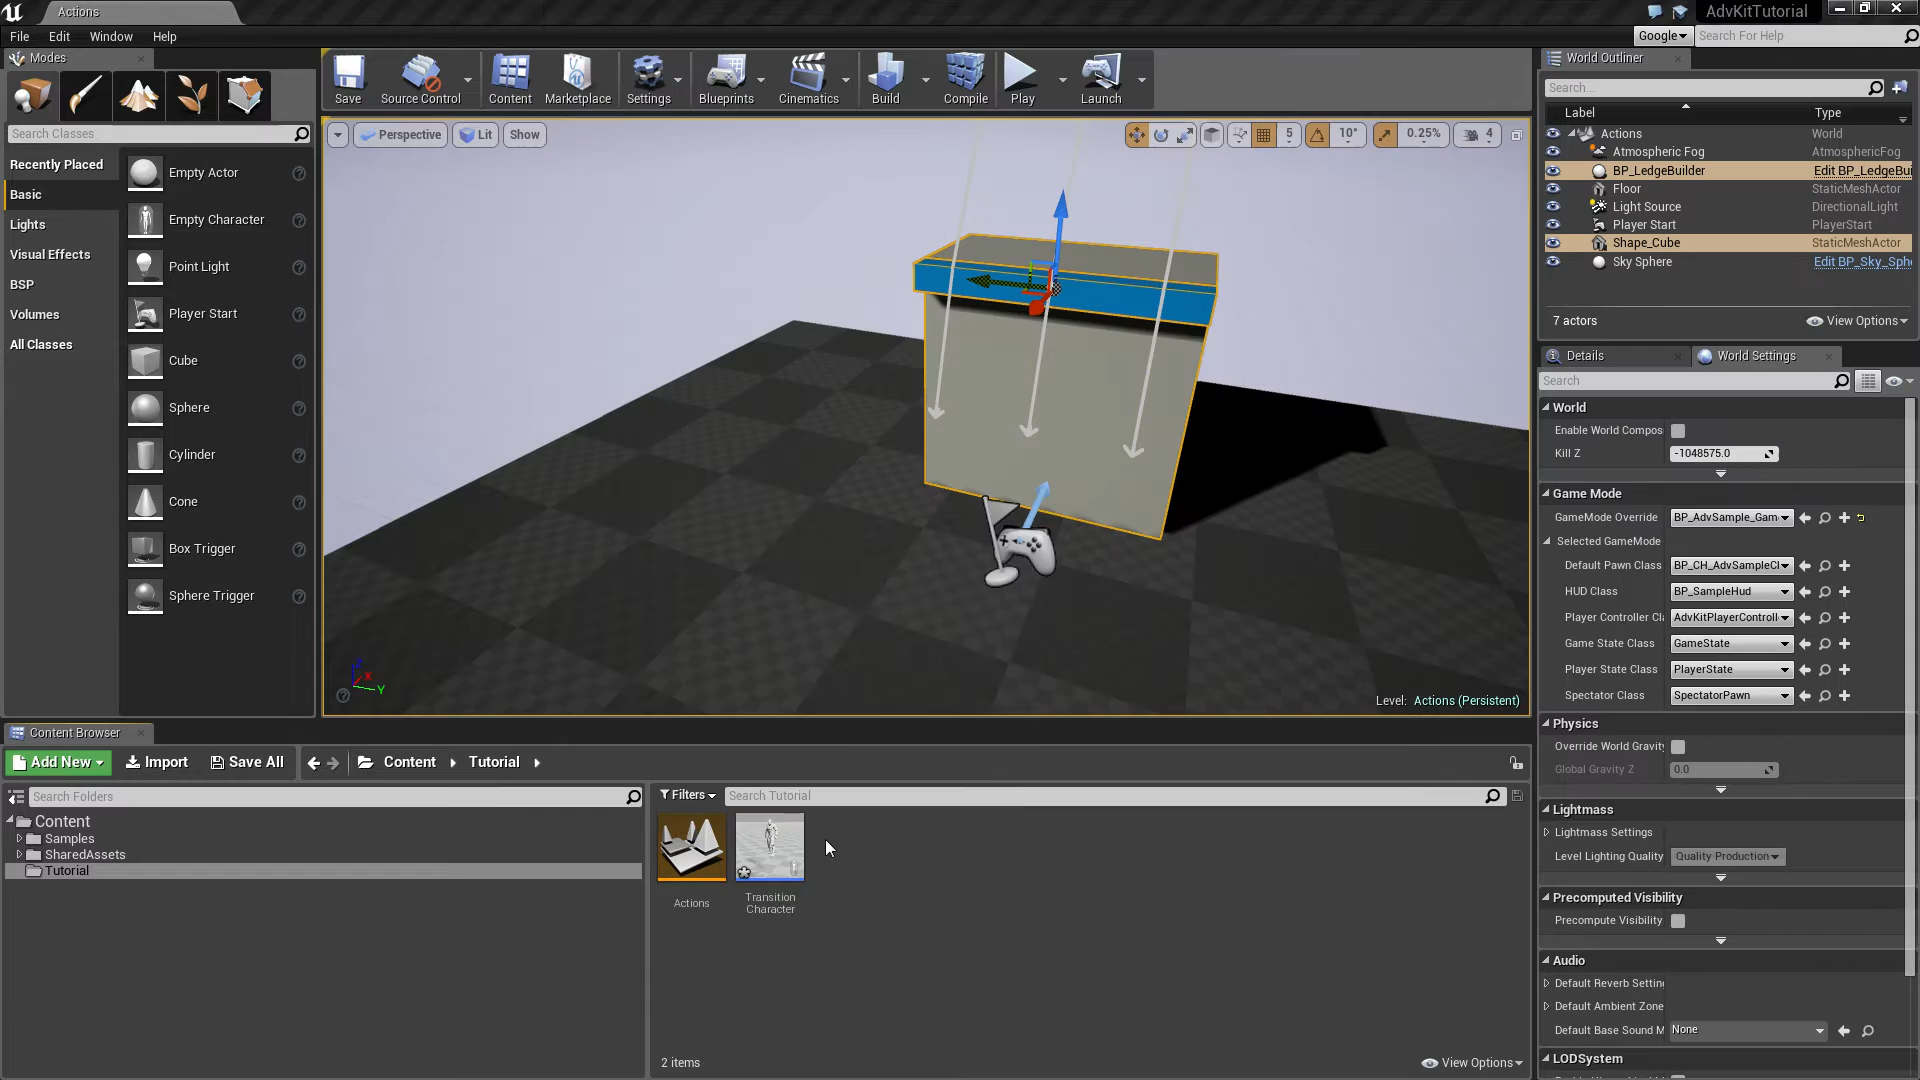 Actions
AdvKitTutorial
File Edit Window Help
Google
Search For Help
Modes
Search Classes
Recently Placed
Basic
Lights
Visual Effects
BSP
Volumes
All Classes
Empty Actor
Empty Character
Point Light
Player Start
Cube
Sphere
Cylinder
Cone
Box Trigger
Sphere Trigger
Save
Source Control
Content
Marketplace
Settings
Blueprints
Cinematics
Build
Compile
Play
Launch
Perspective
Lit
Show
5
10°
0.25%
4
X
Y
Level: Actions (Persistent)
World Outliner
Search...
Label Type
Actions World
Atmospheric Fog AtmosphericFog
BP_LedgeBuilder Edit BP_LedgeBui
Floor StaticMeshActor
Light Source DirectionalLight
Player Start PlayerStart
Shape_Cube StaticMeshActor
Sky Sphere Edit BP_Sky_Sphe
7 actors
View Options
Details
World Settings
Search
World
Enable World Compos
Kill Z -1048575.0
Game Mode
GameMode Override BP_AdvSample_Gam
Selected GameMode
Default Pawn Class BP_CH_AdvSampleCl
HUD Class BP_SampleHud
Player Controller Cl AdvKitPlayerControll
Game State Class GameState
Player State Class PlayerState
Spectator Class SpectatorPawn
Physics
Override World Gravit
Global Gravity Z 0.0
Lightmass
Lightmass Settings
Level Lighting Quality Quality Production
Precomputed Visibility
Precompute Visibility
Audio
Default Reverb Settin
Default Ambient Zone
Default Base Sound M None
LODSystem
Content Browser
Add New
Import
Save All
Content
Tutorial
Search Folders
Content
Samples
SharedAssets
Tutorial
Filters
Search Tutorial
Actions
Transition
Character
2 items
View Options